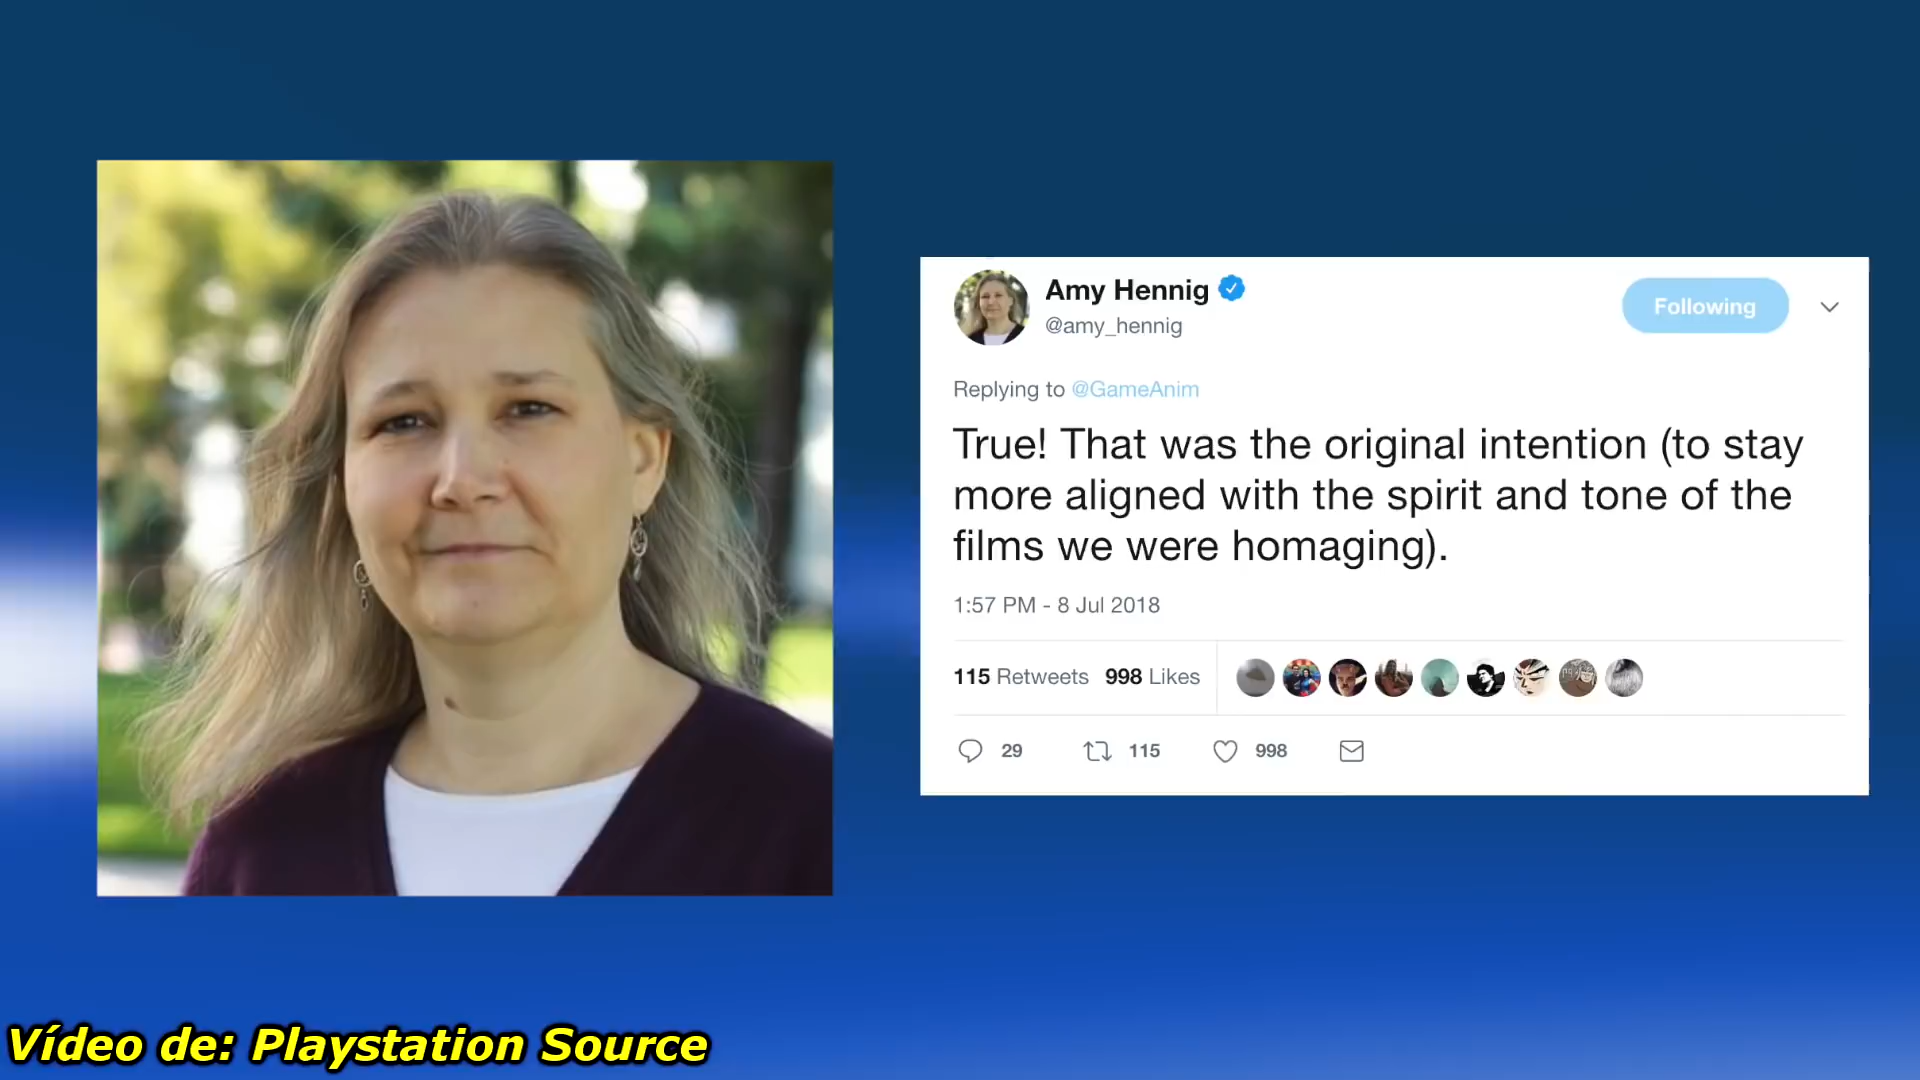 Amy Hennig
@amy_hennig
Following
Replying to @GameAnim
True! That was the original intention (to stay
more aligned with the spirit and tone of the
films we were homaging).
1:57 PM - 8 Jul 2018
115 Retweets 998 Likes
29 115 998
Vídeo de: Playstation Source